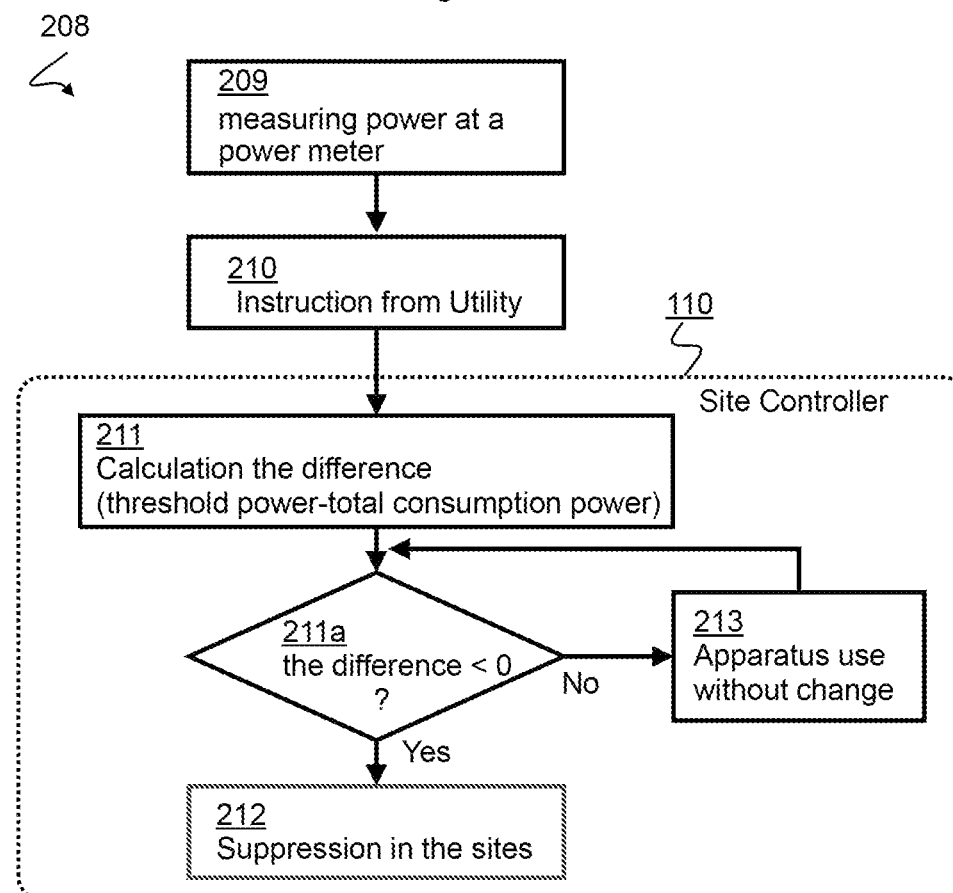 208
209
measuring power at a
power meter
210
Instruction from Utility
110
Site Controller
211
Calculation the difference
(threshold power-total consumption power)
211a
the difference < 0
?
No
213
Apparatus use
without change
Yes
212
Suppression in the sites